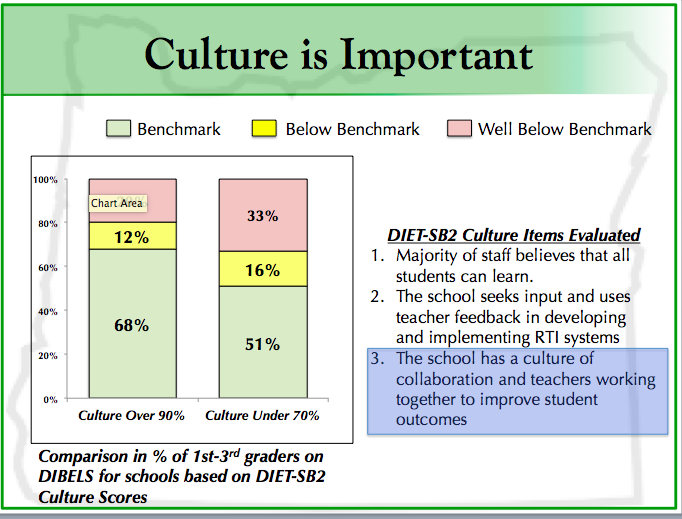 Culture is Important
Benchmark
Below Benchmark
Well Below Benchmark
100%
80%
60%
40%
20%
0%
Chart Area
12%
68%
33%
16%
51%
Culture Over 90%
Culture Under 70%
Comparison in % of 1st-3rd graders on
DIBELS for schools based on DIET-SB2
Culture Scores
DIET-SB2 Culture Items Evaluated
1. Majority of staff believes that all
students can learn.
2. The school seeks input and uses
teacher feedback in developing
and implementing RTI systems
3. The school has a culture of
collaboration and teachers working
together to improve student
outcomes